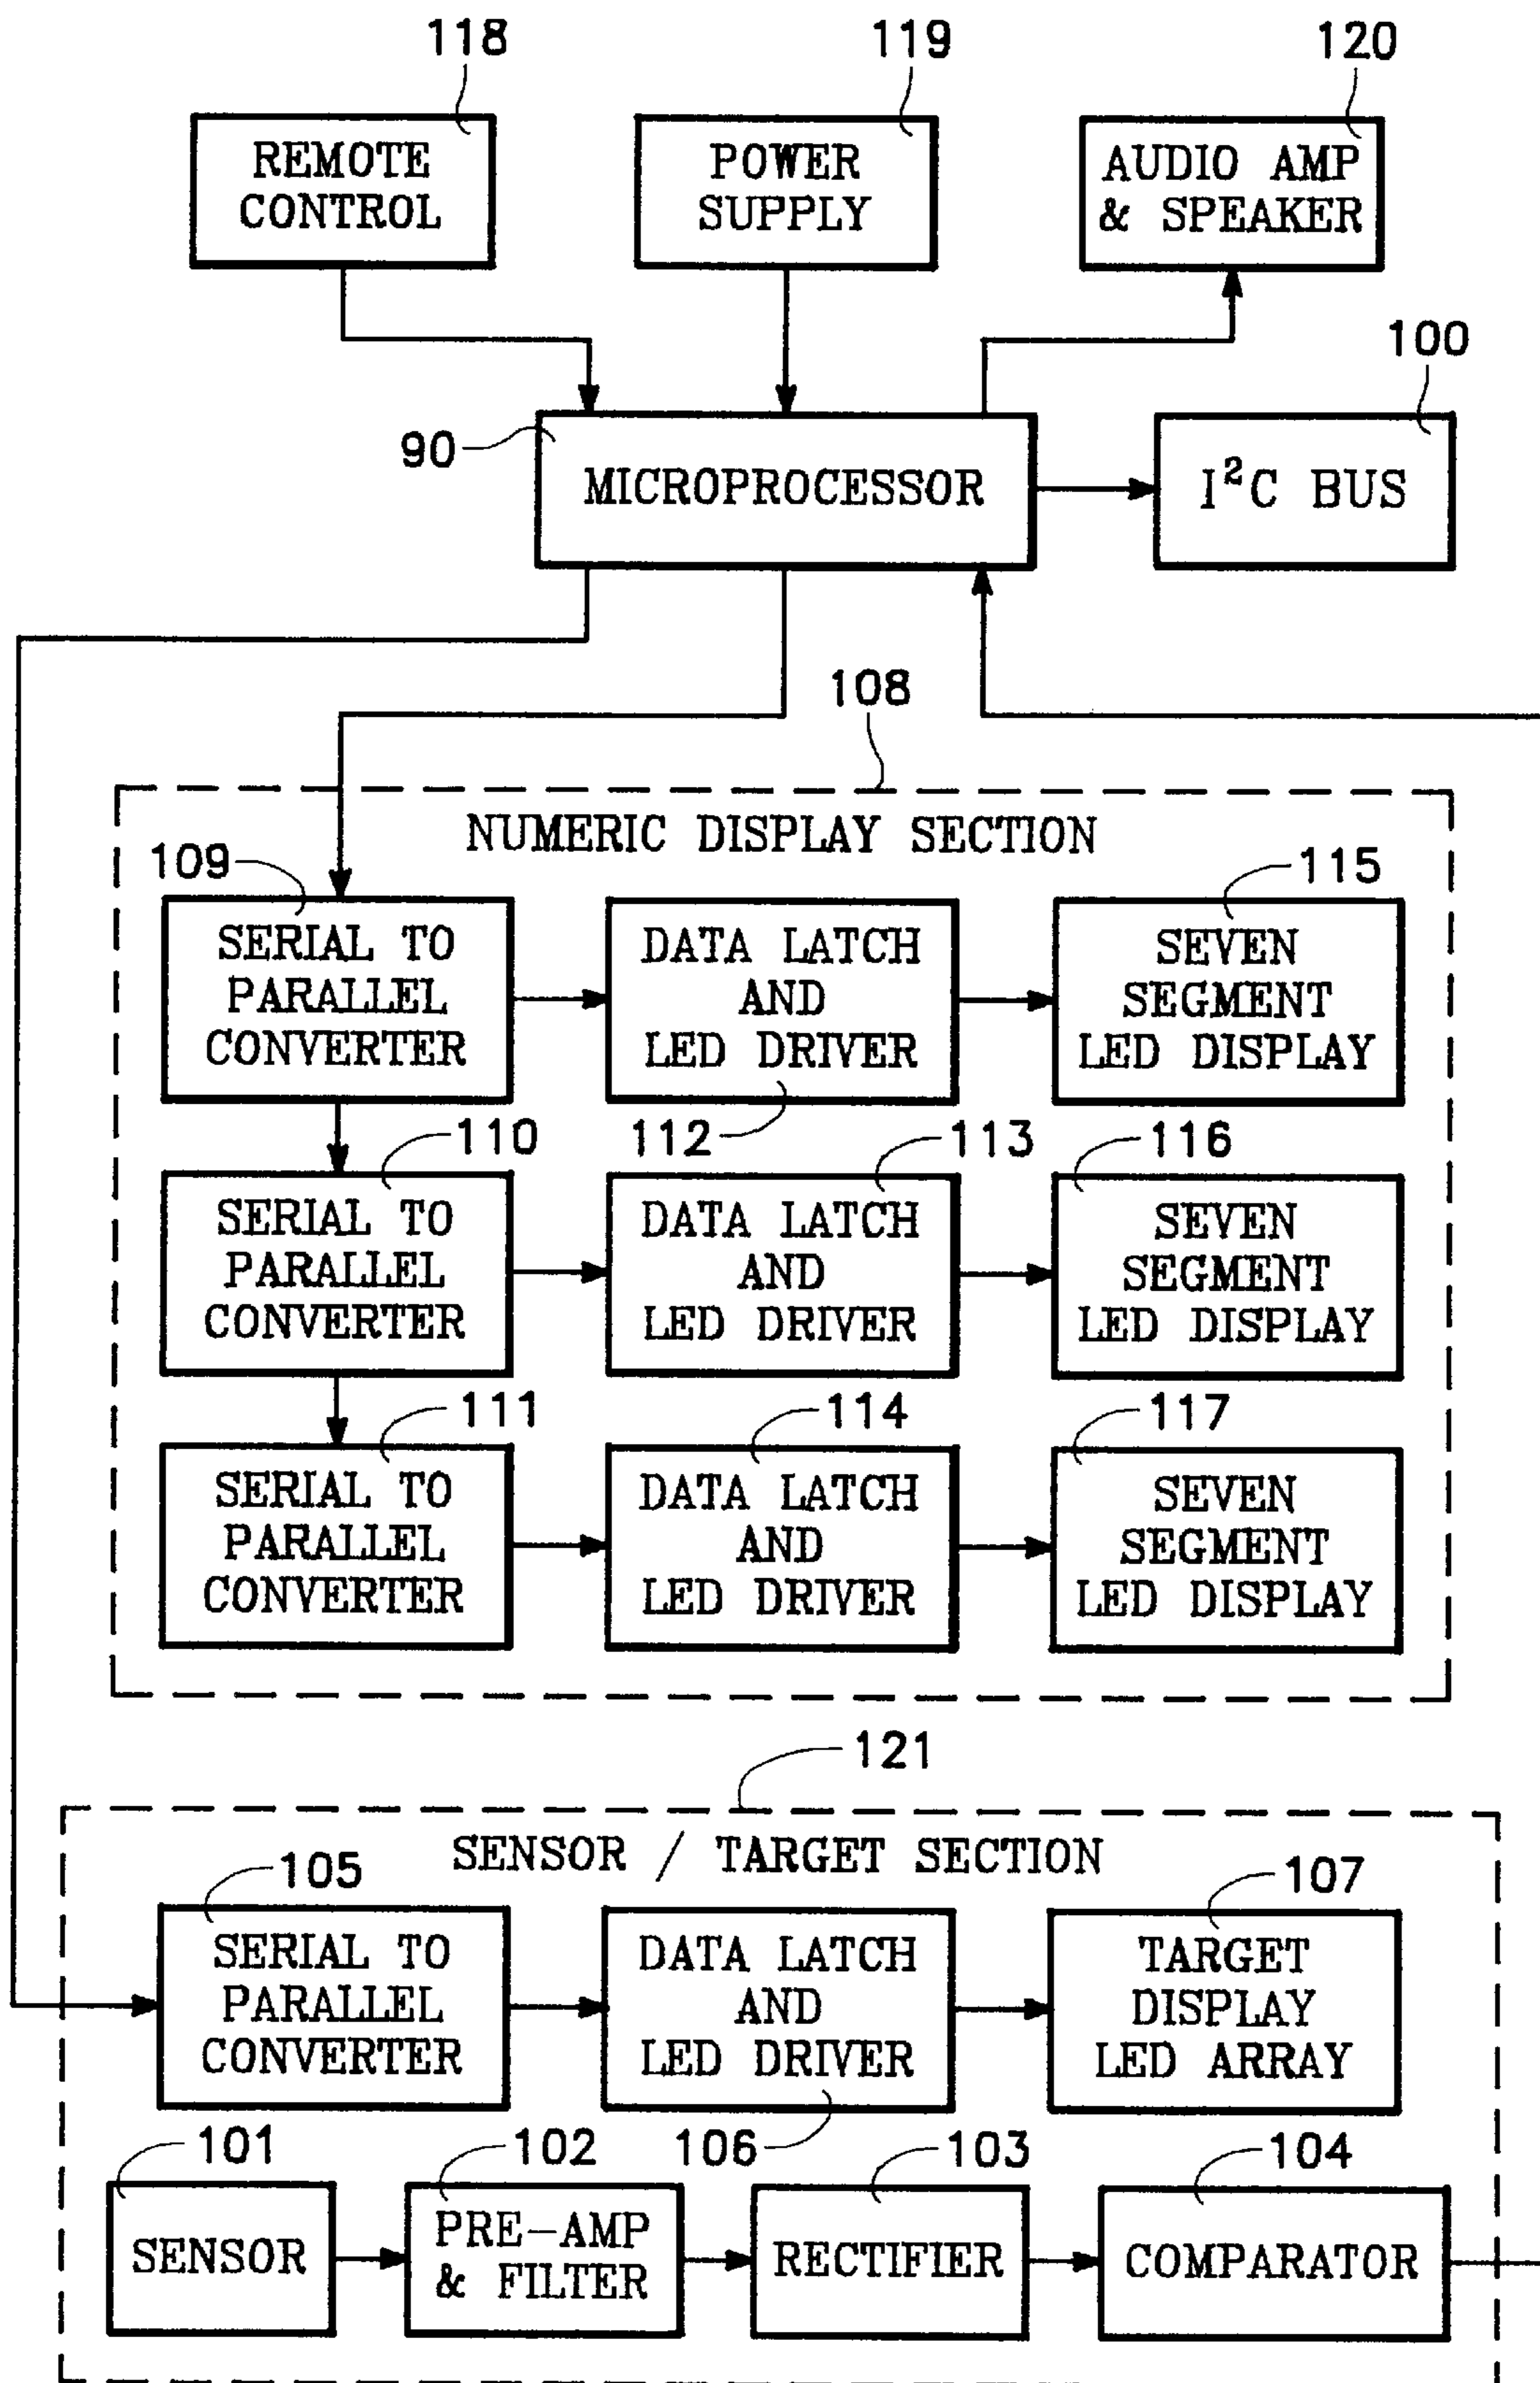 118
119
120
REMOTE
CONTROL
POWER
SUPPLY
AUDIO AMP
& SPEAKER
100
90
MICROPROCESSOR
I²C BUS
108
NUMERIC DISPLAY SECTION
109
115
SERIAL TO
PARALLEL
CONVERTER
DATA LATCH
AND
LED DRIVER
SEVEN
SEGMENT
LED DISPLAY
110
112
113
116
SERIAL TO
PARALLEL
CONVERTER
DATA LATCH
AND
LED DRIVER
SEVEN
SEGMENT
LED DISPLAY
111
114
117
SERIAL TO
PARALLEL
CONVERTER
DATA LATCH
AND
LED DRIVER
SEVEN
SEGMENT
LED DISPLAY
121
SENSOR / TARGET SECTION
105
107
SERIAL TO
PARALLEL
CONVERTER
DATA LATCH
AND
LED DRIVER
TARGET
DISPLAY
LED ARRAY
101
102
106
103
104
SENSOR
PRE-AMP
& FILTER
RECTIFIER
COMPARATOR